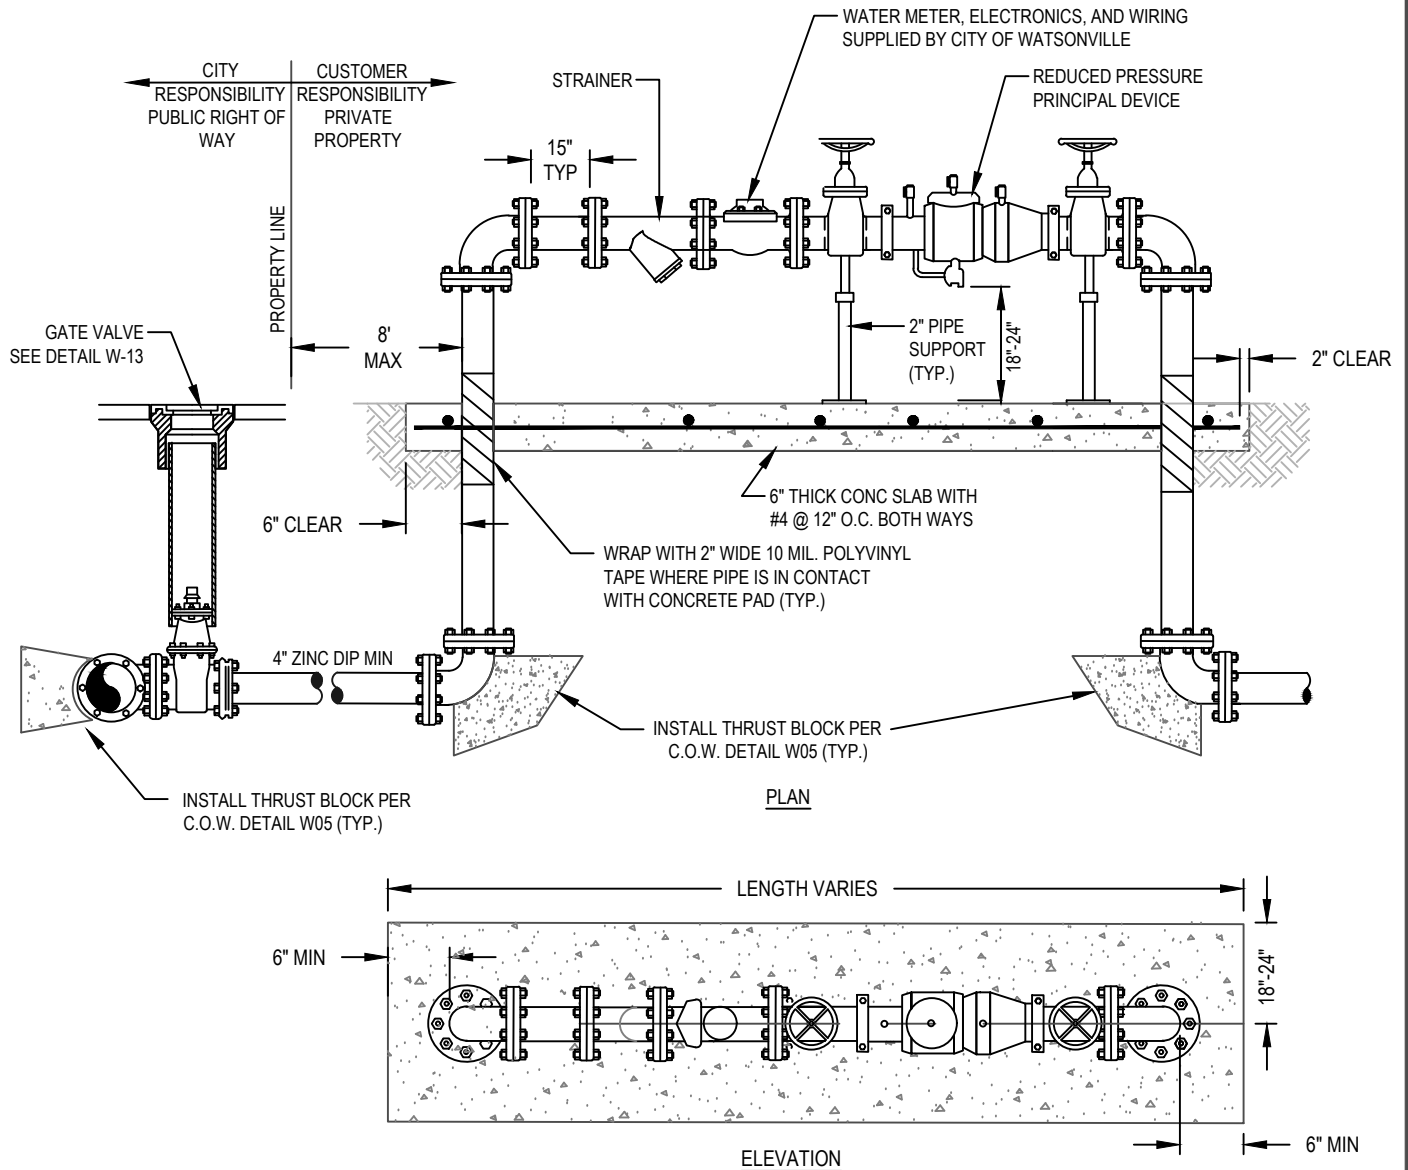 WATER METER, ELECTRONICS, AND WIRING
SUPPLIED BY CITY OF WATSONVILLE
CITY
RESPONSIBILITY
PUBLIC RIGHT OF
WAY
CUSTOMER
RESPONSIBILITY
PRIVATE
PROPERTY
STRAINER
REDUCED PRESSURE
PRINCIPAL DEVICE
15"
TYP
PROPERTY LINE
GATE VALVE
SEE DETAIL W-13
8'
MAX
2" PIPE
SUPPORT
(TYP.)
18"-24"
2" CLEAR
6" CLEAR
6" THICK CONC SLAB WITH
#4 @ 12" O.C. BOTH WAYS
WRAP WITH 2" WIDE 10 MIL. POLYVINYL
TAPE WHERE PIPE IS IN CONTACT
WITH CONCRETE PAD (TYP.)
4" ZINC DIP MIN
INSTALL THRUST BLOCK PER
C.O.W. DETAIL W05 (TYP.)
INSTALL THRUST BLOCK PER
C.O.W. DETAIL W05 (TYP.)
PLAN
LENGTH VARIES
6" MIN
18"-24"
6" MIN
ELEVATION